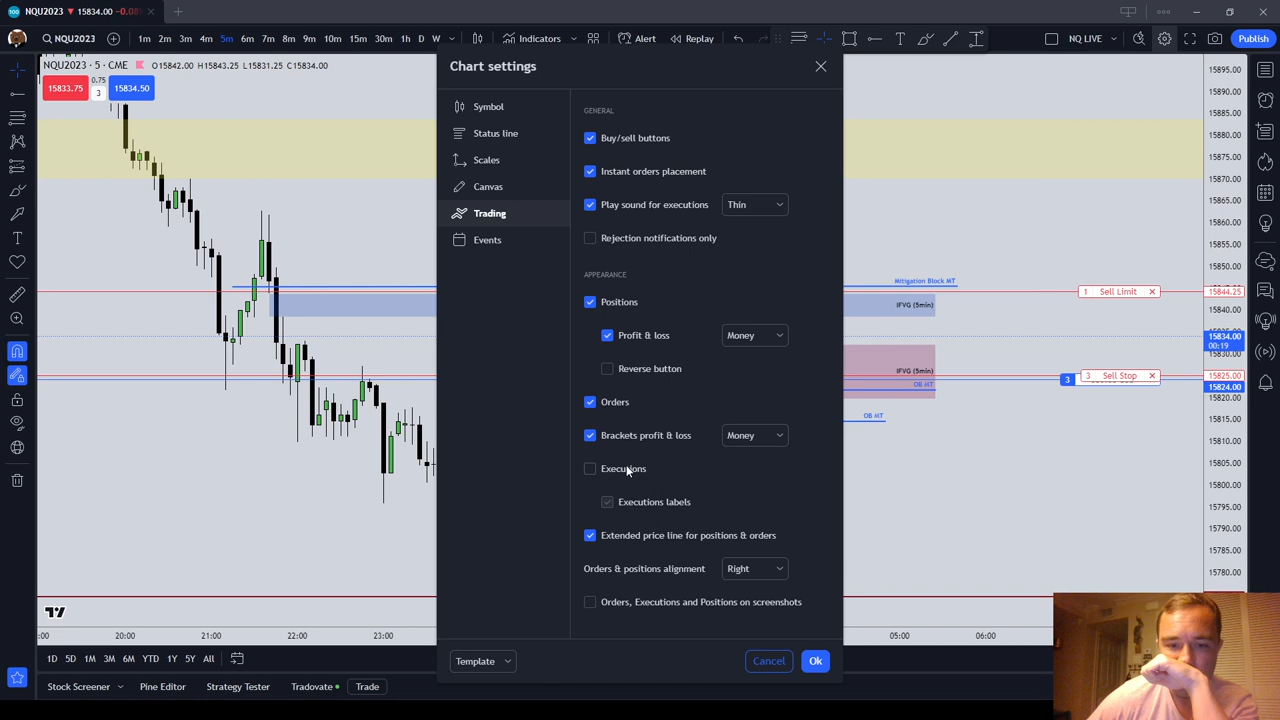 NQU2023 ▼ 15834.00 −0.08
NQU2023
1m 2m 3m 4m 5m 6m 7m 8m 9m 10m 15m 30m 1h D W
Indicators
Alert
Replay
NQ LIVE
Publish
NQU2023 · 5 · CME O15842.00 H15843.25 L15831.25 C15834.00
15833.75
0.75
3
15834.50
Chart settings
Symbol
Status line
Scales
Canvas
Trading
Events
GENERAL
Buy/sell buttons
Instant orders placement
Play sound for executions Thin
Rejection notifications only
APPEARANCE
Positions
Profit & loss Money
Reverse button
Orders
Brackets profit & loss Money
Executions
Executions labels
Extended price line for positions & orders
Orders & positions alignment Right
Orders, Executions and Positions on screenshots
Template
Cancel
Ok
Mitigation Block MT
IFVG (5min)
IFVG (5min)
OB MT
OB MT
1 Sell Limit
3 Sell Stop
3
15895.00
15890.00
15885.00
15880.00
15875.00
15870.00
15865.00
15860.00
15855.00
15850.00
15844.25
15840.00
15834.00
00:19
15830.00
15825.00
15824.00
15820.00
15815.00
15810.00
15805.00
15800.00
15795.00
15790.00
15785.00
15780.00
:00 20:00 21:00 22:00 23:00 05:00 06:00
1D 5D 1M 3M 6M YTD 1Y 5Y All
Stock Screener Pine Editor Strategy Tester Tradovate Trade